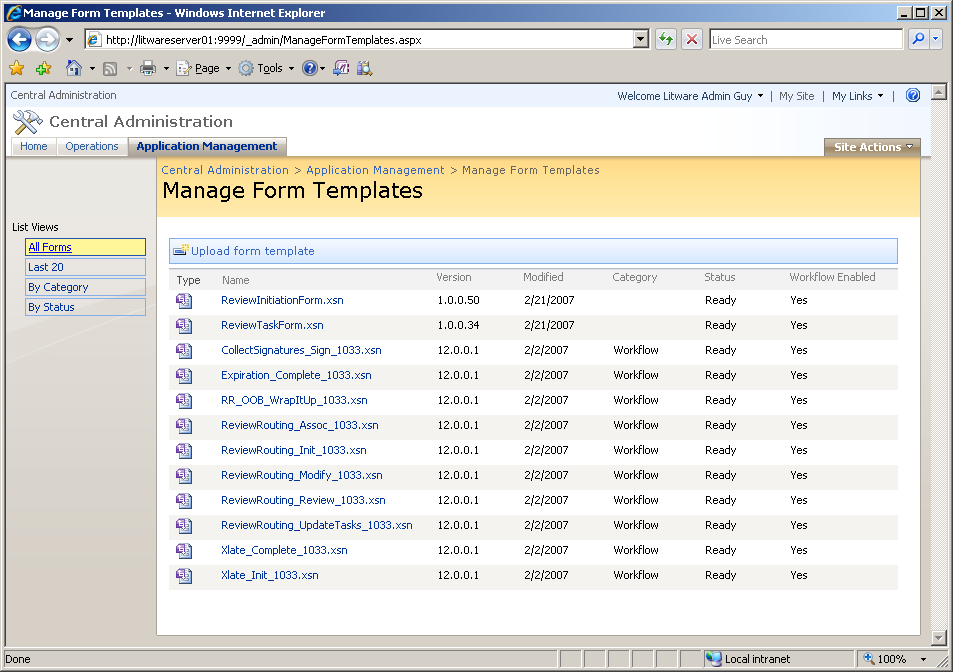 Manage Form Templates - Windows Internet Explorer
http://litwareserver01:9999/_admin/ManageFormTemplates.aspx
Live Search
Page
Tools
Central Administration
Welcome Litware Admin Guy | My Site | My Links |
Central Administration
Home Operations Application Management
Site Actions
Central Administration > Application Management > Manage Form Templates
Manage Form Templates
List Views
All Forms
Last 20
By Category
By Status
Upload form template
Type Name Version Modified Category Status Workflow Enabled
ReviewInitiationForm.xsn 1.0.0.50 2/21/2007 Ready Yes
ReviewTaskForm.xsn 1.0.0.34 2/21/2007 Ready Yes
CollectSignatures_Sign_1033.xsn 12.0.0.1 2/2/2007 Workflow Ready Yes
Expiration_Complete_1033.xsn 12.0.0.1 2/2/2007 Workflow Ready Yes
RR_OOB_WrapItUp_1033.xsn 12.0.0.1 2/2/2007 Workflow Ready Yes
ReviewRouting_Assoc_1033.xsn 12.0.0.1 2/2/2007 Workflow Ready Yes
ReviewRouting_Init_1033.xsn 12.0.0.1 2/2/2007 Workflow Ready Yes
ReviewRouting_Modify_1033.xsn 12.0.0.1 2/2/2007 Workflow Ready Yes
ReviewRouting_Review_1033.xsn 12.0.0.1 2/2/2007 Workflow Ready Yes
ReviewRouting_UpdateTasks_1033.xsn 12.0.0.1 2/2/2007 Workflow Ready Yes
Xlate_Complete_1033.xsn 12.0.0.1 2/2/2007 Workflow Ready Yes
Xlate_Init_1033.xsn 12.0.0.1 2/2/2007 Workflow Ready Yes
Done
Local intranet
100%